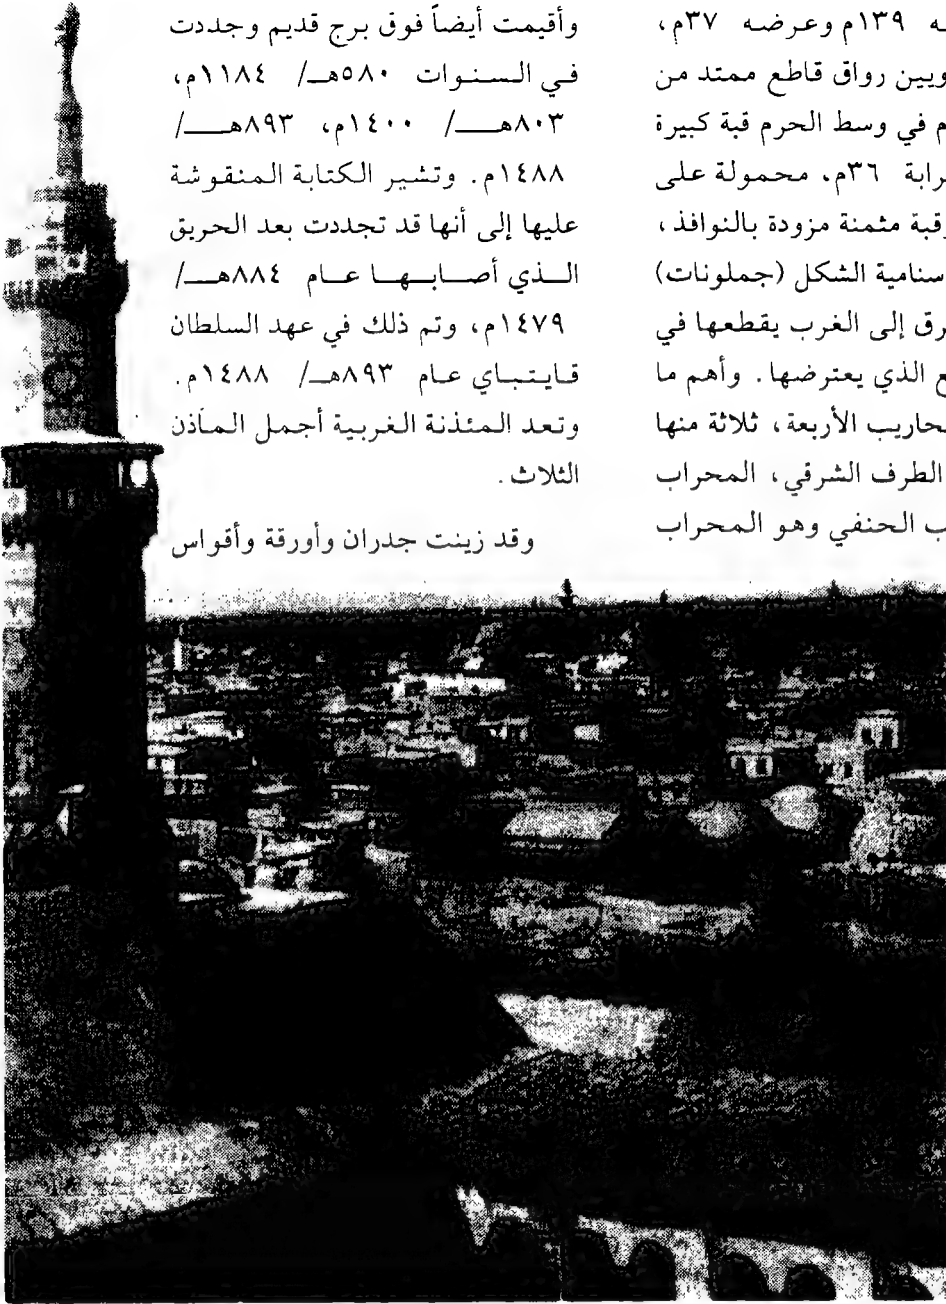 ه ١٣٩م وعرضه ٣٧م،
ويين رواق قاطع ممتد من
م في وسط الحرم قبة كبيرة
رابة ٣٦م، محمولة على
رقبة مثمنة مزودة بالنوافذ،
سنامية الشكل (جملونات)
رق إلى الغرب يقطعها في
ع الذي يعترضها. وأهم ما
حاريب الأربعة، ثلاثة منها
الطرف الشرقي، المحراب
ب الحنفي وهو المحراب
وأقيمت أيضاً فوق برج قديم وجددت
في السنوات ٥٨٠هـ/ ١١٨٤م،
٨٠٣هـ/ ١٤٠٠م، ٨٩٣هـ/
١٤٨٨م. وتشير الكتابة المنقوشة
عليها إلى أنها قد تجددت بعد الحريق
الذي أصابها عام ٨٨٤هـ/
١٤٧٩م، وتم ذلك في عهد السلطان
قايتباي عام ٨٩٣هـ/ ١٤٨٨م.
وتعد المئذنة الغربية أجمل المآذن
الثلاث.
وقد زينت جدران وأورقة وأقواس